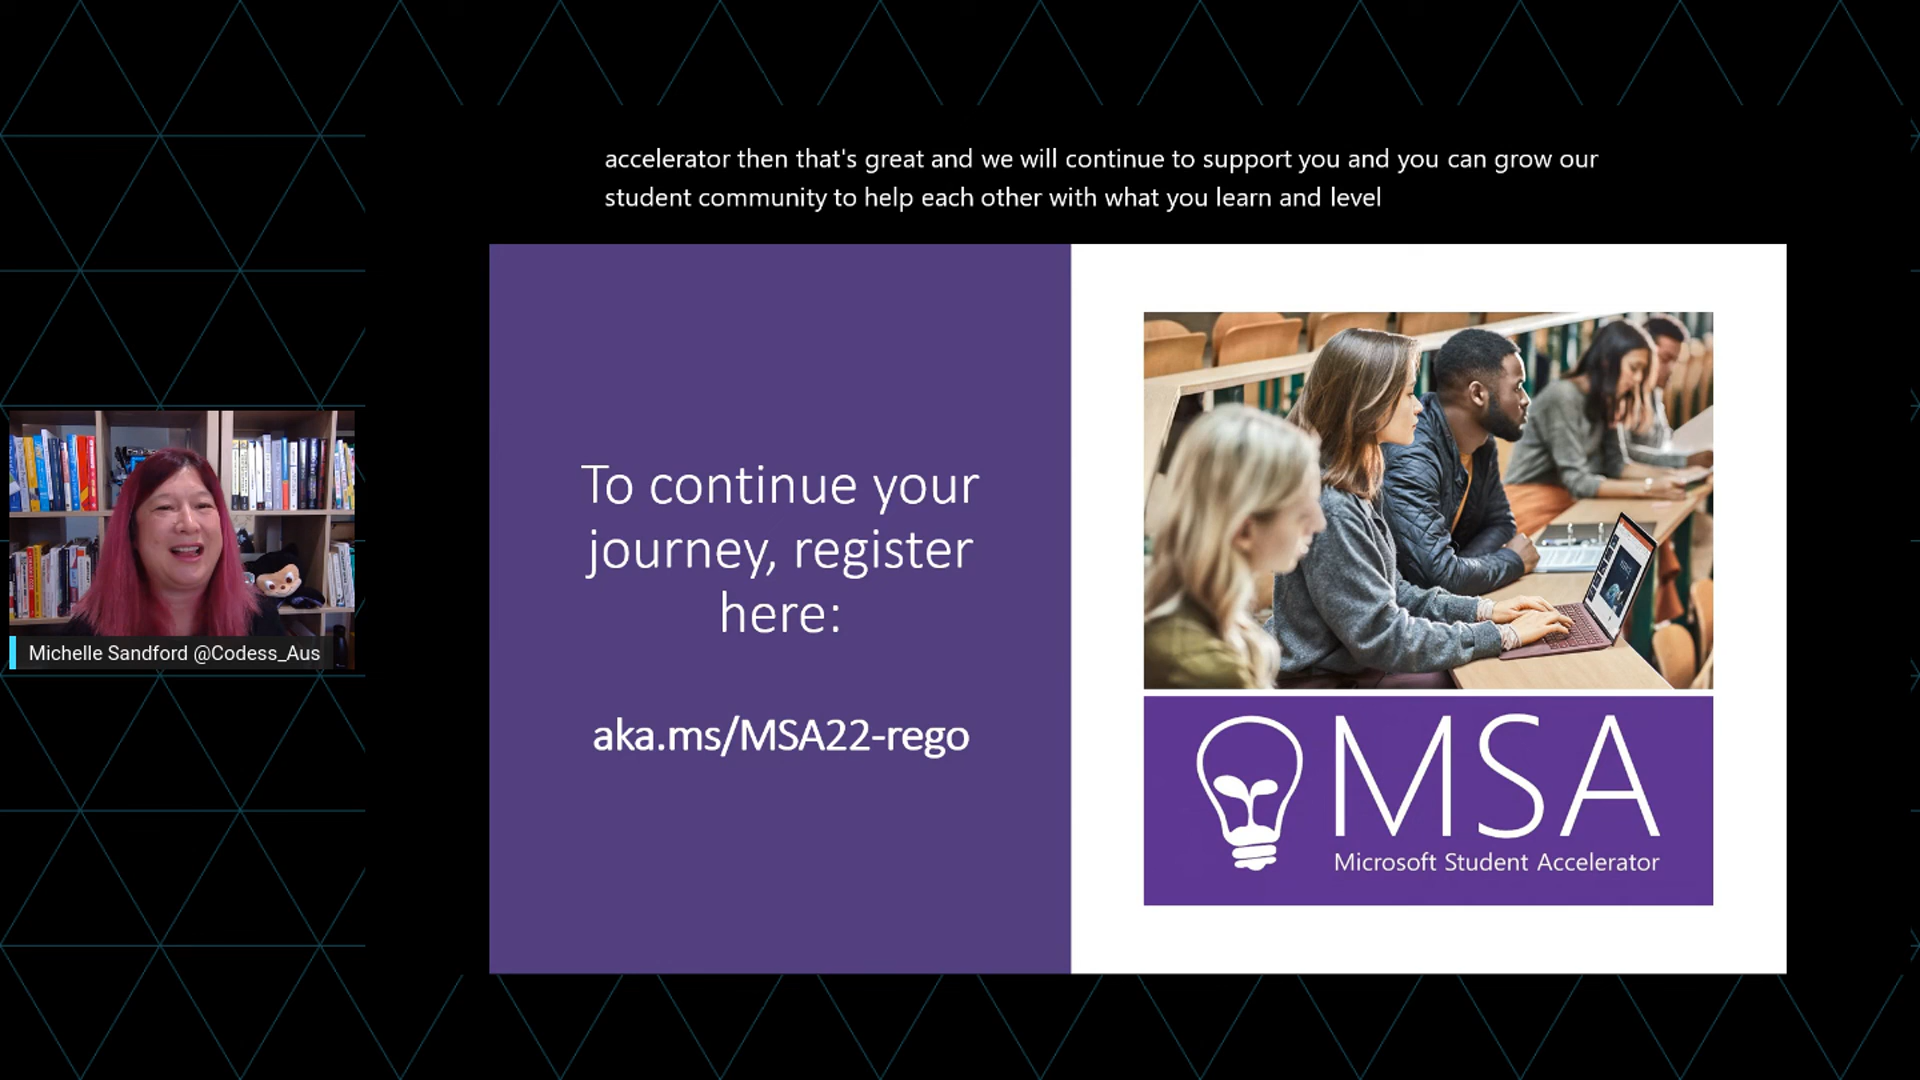 accelerator then that's great and we will continue to support you and you can grow our
student community to help each other with what you learn and level
To continue your
journey, register
here:
aka.ms/MSA22-rego
MSA
Microsoft Student Accelerator
Michelle Sandford @Codess_Aus